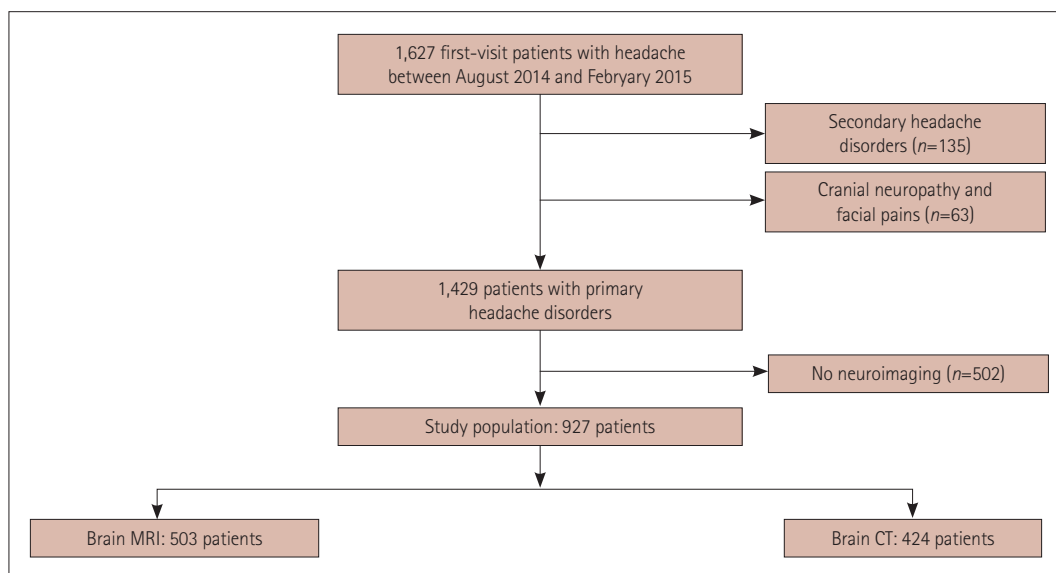 1,627 first-visit patients with headache
between August 2014 and Februry 2015
Secondary headache
disorders (n=135)
Cranial neuropathy and
facial pains (n=63)
1,429 patients with primary
headache disorders
No neuroimaging (n=502)
Study population: 927 patients
Brain MRI: 503 patients
Brain CT: 424 patients